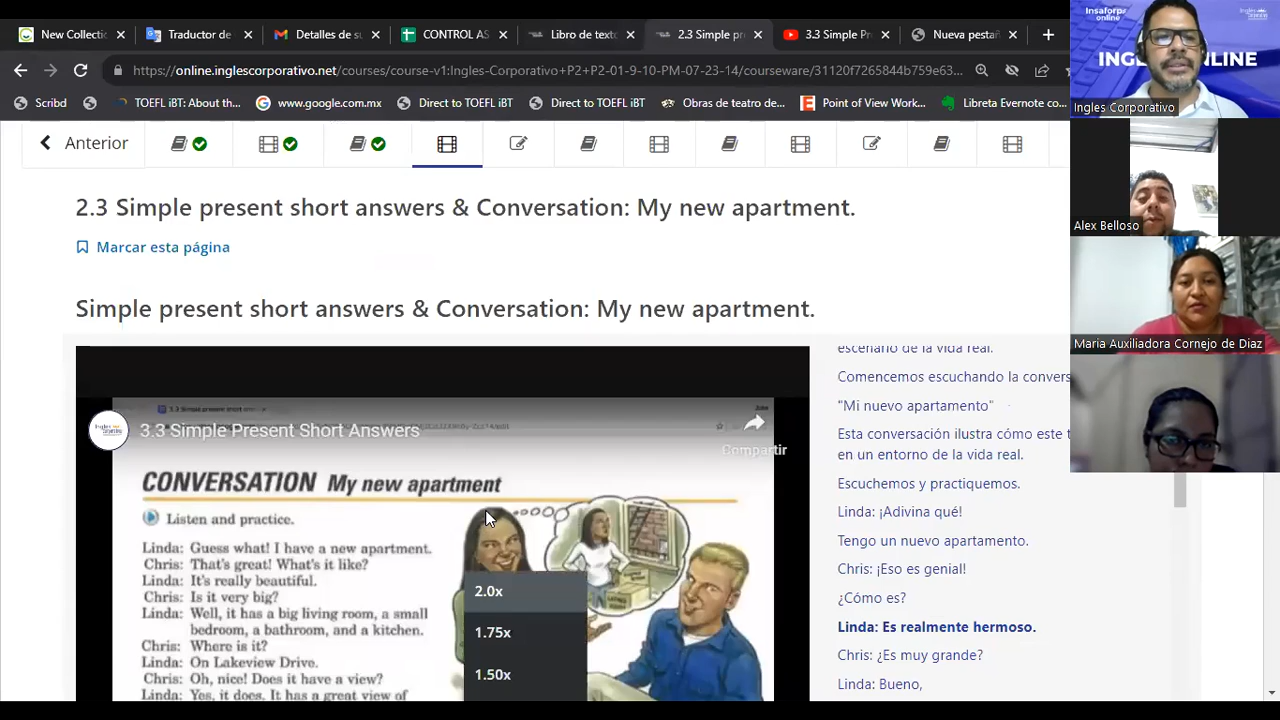 New Collecti
Traductor de
Detalles de su
CONTROL AS
Libro de texto
2.3 Simple pre
3.3 Simple Pr
Nueva pestañ
https://online.inglescorporativo.net/courses/course-v1:Ingles-Corporativo+P2+P2-01-9-10-PM-07-23-14/courseware/31120f7265844b759e63...
Scribd
TOEFL iBT: About th...
www.google.com.mx
Direct to TOEFL iBT
Direct to TOEFL iBT
Obras de teatro de...
Point of View Work...
Libreta Evernote co...
Anterior
2.3 Simple present short answers & Conversation: My new apartment.
Marcar esta página
Simple present short answers & Conversation: My new apartment.
3.3 Simple Present Short Answers
Compartir
CONVERSATION My new apartment
Listen and practice.
Linda: Guess what! I have a new apartment.
Chris: That's great! What's it like?
Linda: It's really beautiful.
Chris: Is it very big?
Linda: Well, it has a big living room, a small
bedroom, a bathroom, and a kitchen.
Chris: Where is it?
Linda: On Lakeview Drive.
Chris: Oh, nice! Does it have a view?
Linda: Yes, it does. It has a great view of
2.0x
1.75x
1.50x
escenario de la vida real.
Comencemos escuchando la convers
"Mi nuevo apartamento"
Esta conversación ilustra cómo este t
en un entorno de la vida real.
Escuchemos y practiquemos.
Linda: ¡Adivina qué!
Tengo un nuevo apartamento.
Chris: ¡Eso es genial!
¿Cómo es?
Linda: Es realmente hermoso.
Chris: ¿Es muy grande?
Linda: Bueno,
Insaforp
online
INGL
ONLINE
Ingles Corporativo
Alex Belloso
Maria Auxiliadora Cornejo de Diaz